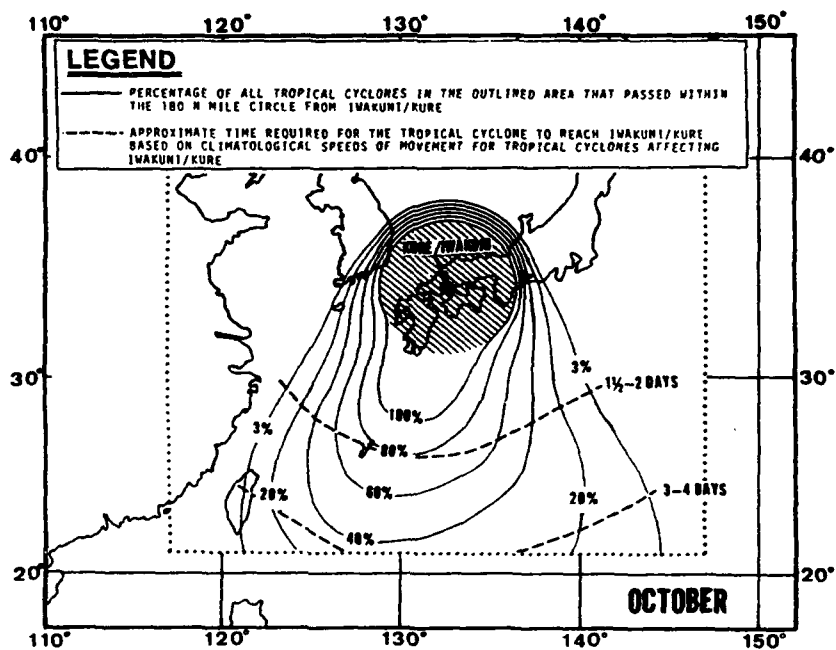 110° 120° 130° 140° 150°
LEGEND
PERCENTAGE OF ALL TROPICAL CYCLONES IN THE OUTLINED AREA THAT PASSED WITHIN
THE 180 N MILE CIRCLE FROM IWAKUNI/KURE
APPROXIMATE TIME REQUIRED FOR THE TROPICAL CYCLONE TO REACH IWAKUNI/KURE
BASED ON CLIMATOLOGICAL SPEEDS OF MOVEMENT FOR TROPICAL CYCLONES AFFECTING
IWAKUNI/KURE
40° 40°
KURE IWAKUNI
3%
30° 30°
1½-2 DAYS
100%
3%
80%
60%
3-4 DAYS
20% 20%
40%
20° 20°
OCTOBER
110° 120° 130° 140° 150°